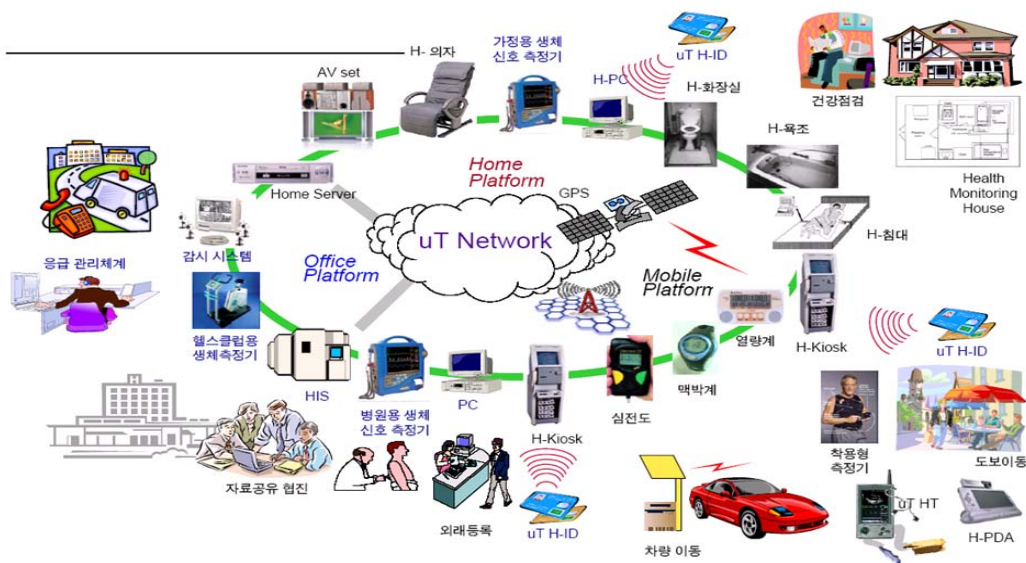 H- 의자
가정용 생체
신호 측정기
uT H-ID
AV set
H-PC
H-화장실
건강점검
H-욕조
Home Server
Home
Platform
GPS
Health
Monitoring
House
uT Network
H-침대
감시 시스템
Office
Platform
Mobile
Platform
응급 관리체계
헬스클럽용
생체측정기
열량계
H-Kiosk
uT H-ID
맥박계
HIS
병원용 생체
신호 측정기
PC
H-Kiosk
심전도
착용형
측정기
도보이동
자료공유 협진
외래등록
uT H-ID
차량 이동
uT HT
H-PDA